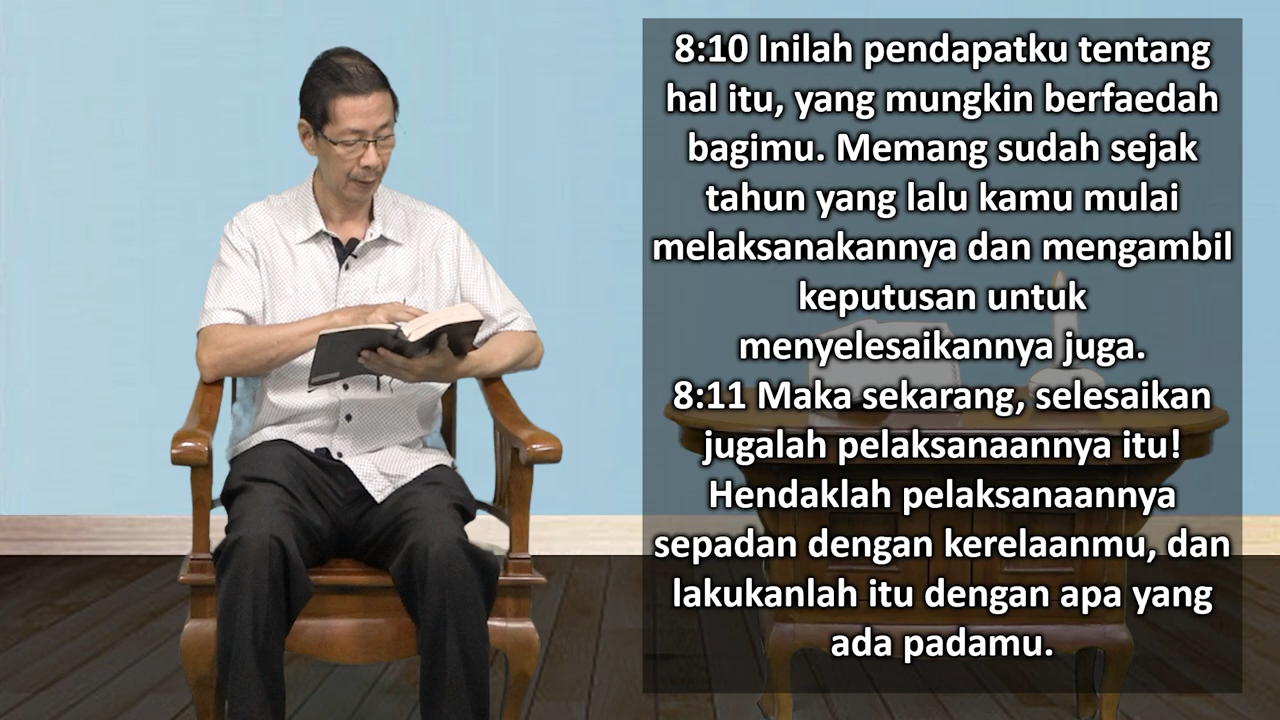 8:10 Inilah pendapatku tentang
hal itu, yang mungkin berfaedah
bagimu. Memang sudah sejak
tahun yang lalu kamu mulai
melaksanakannya dan mengambil
keputusan untuk
menyelesaikannya juga.
8:11 Maka sekarang, selesaikan
jugalah pelaksanaannya itu!
Hendaklah pelaksanaannya
sepadan dengan kerelaanmu, dan
lakukanlah itu dengan apa yang
ada padamu.